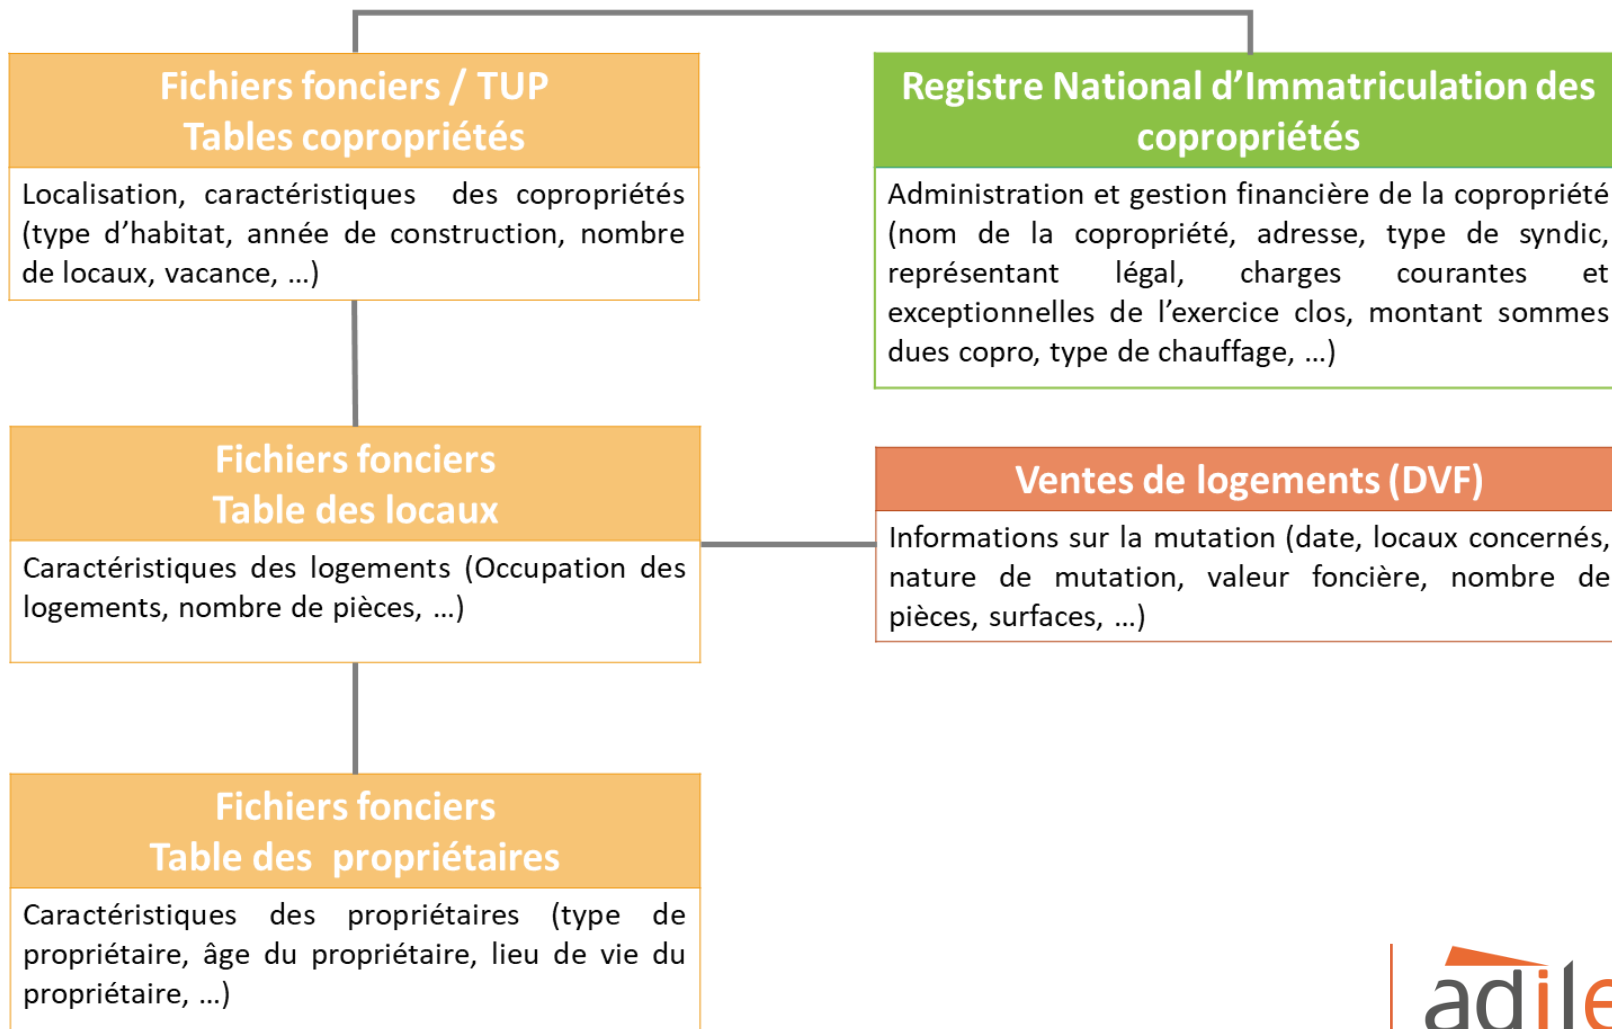 Fichiers fonciers / TUP
Tables copropriétés
Localisation, caractéristiques des copropriétés
(type d'habitat, année de construction, nombre
de locaux, vacance, ...)
Registre National d'Immatriculation des
copropriétés
Administration et gestion financière de la copropriété
(nom de la copropriété, adresse, type de syndic,
représentant légal, charges courantes et
exceptionnelles de l'exercice clos, montant sommes
dues copro, type de chauffage, ...)
Fichiers fonciers
Table des locaux
Caractéristiques des logements (Occupation des
logements, nombre de pièces, ...)
Ventes de logements (DVF)
Informations sur la mutation (date, locaux concernés,
nature de mutation, valeur foncière, nombre de
pièces, surfaces, ...)
Fichiers fonciers
Table des propriétaires
Caractéristiques des propriétaires (type de
propriétaire, âge du propriétaire, lieu de vie du
propriétaire, ...)
adile